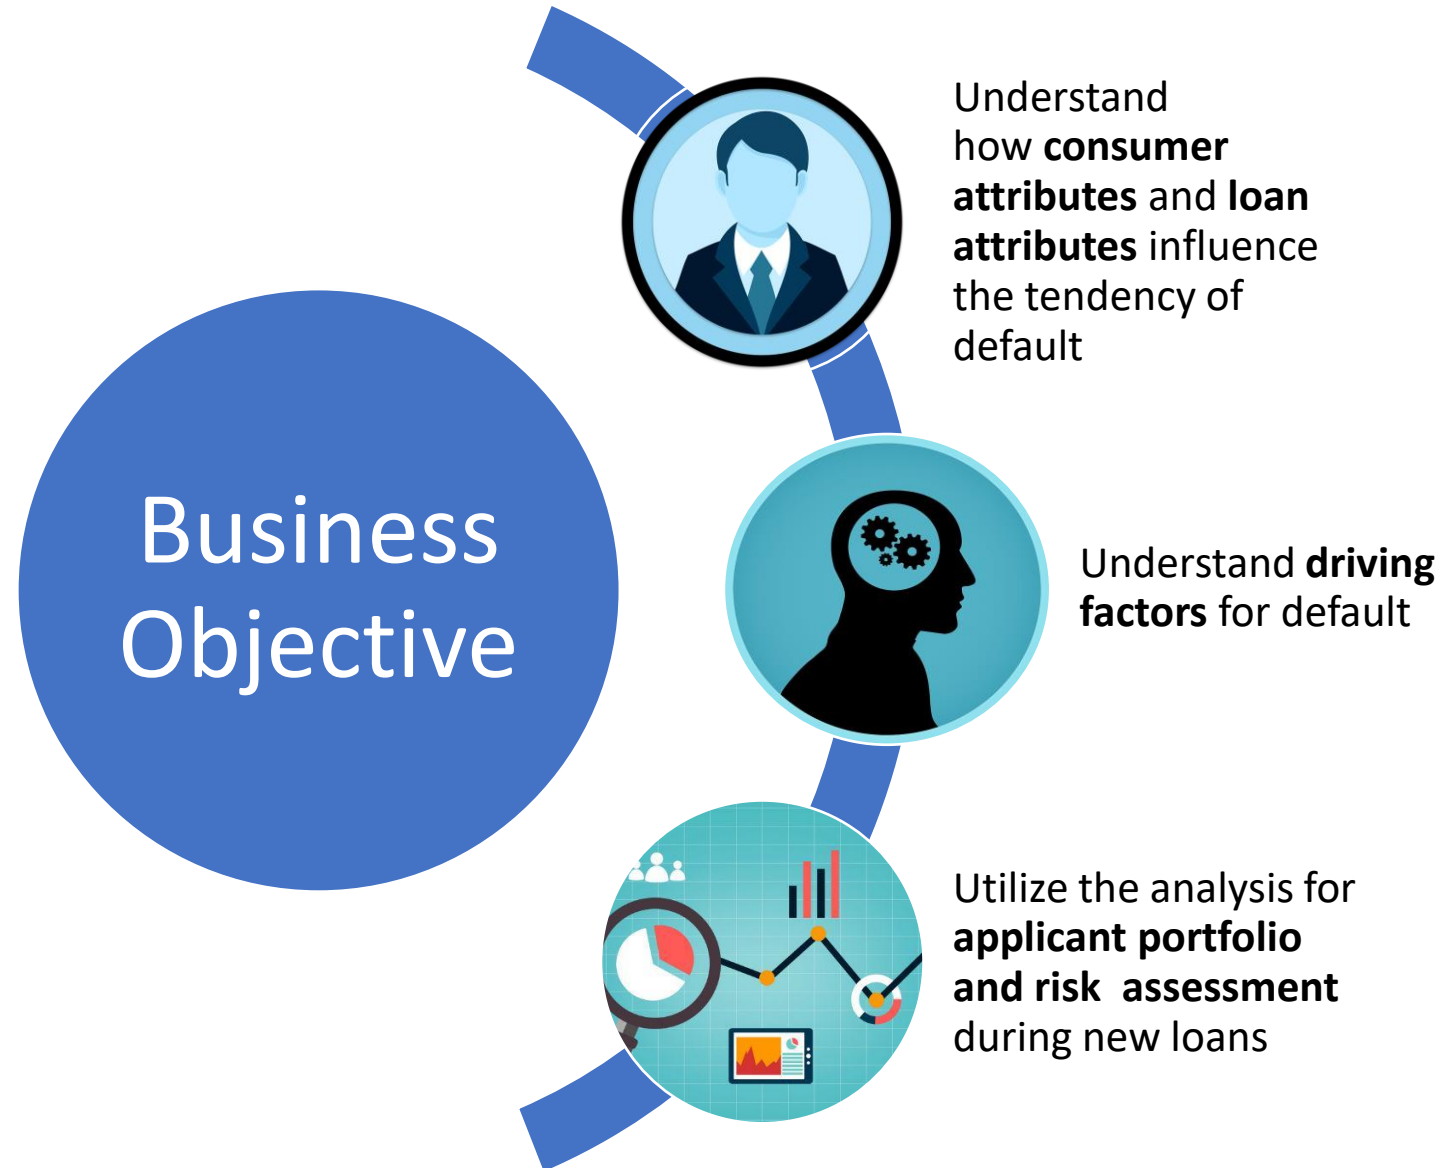 Business
Objective
Understand
how consumer
attributes and loan
attributes influence
the tendency of
default
Understand driving
factors for default
Utilize the analysis for
applicant portfolio
and risk  assessment
during new loans